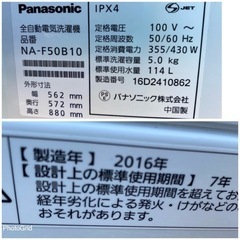 Panasonic
IPX4
JET
全自動電気洗濯機
品番
NA-F50B10
外形寸法
幅 562 mm
奥行 572 mm
高さ 880 mm
定格電圧 100 V～
定格周波数 50/60 Hz
定格消費電力 355/430 W
標準洗濯容量 5.0 kg
標準使用水量 114 L
製造番号 16D2410862
パナソニック株式会社
中国製
【製造年】2016年
【設計上の標準使用期間】7年
設計上の標準使用期間を超えてお
経年劣化による発火・けがなどの
おそれがあります。
PhotoGrid